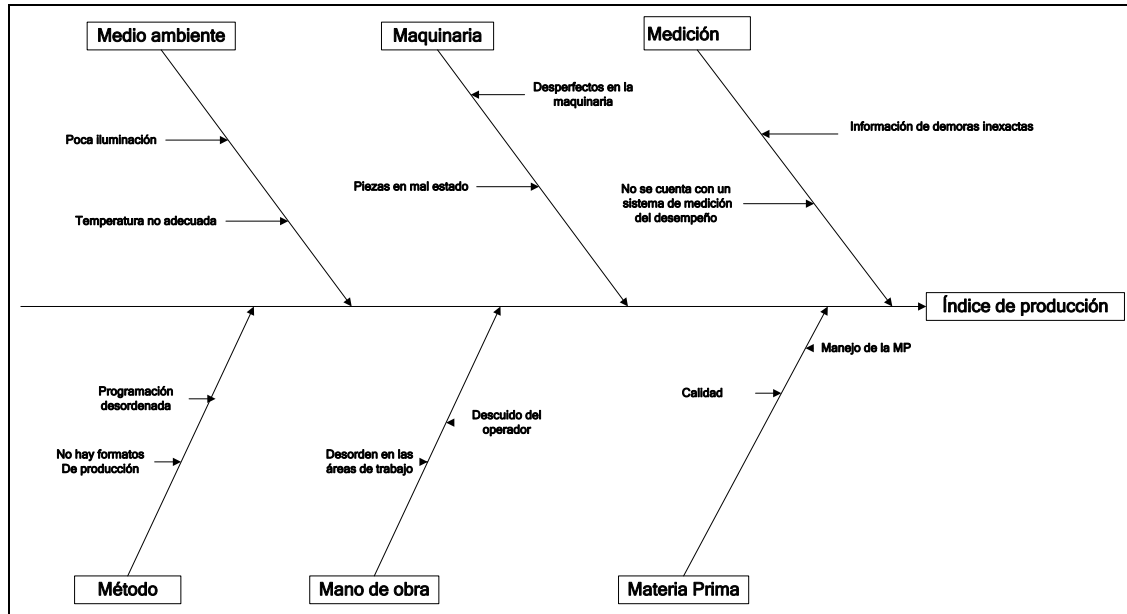 Medio ambiente
Maquinaria
Medición
Desperfectos en la
maquinaria
Poca iluminación
Información de demoras inexactas
Piezas en mal estado
No se cuenta con un
sistema de medición
del desempeño
Temperatura no adecuada
Índice de producción
Manejo de la MP
Programación
desordenada
Calidad
Descuido del
operador
No hay formatos
De producción
Desorden en las
áreas de trabajo
Método
Mano de obra
Materia Prima